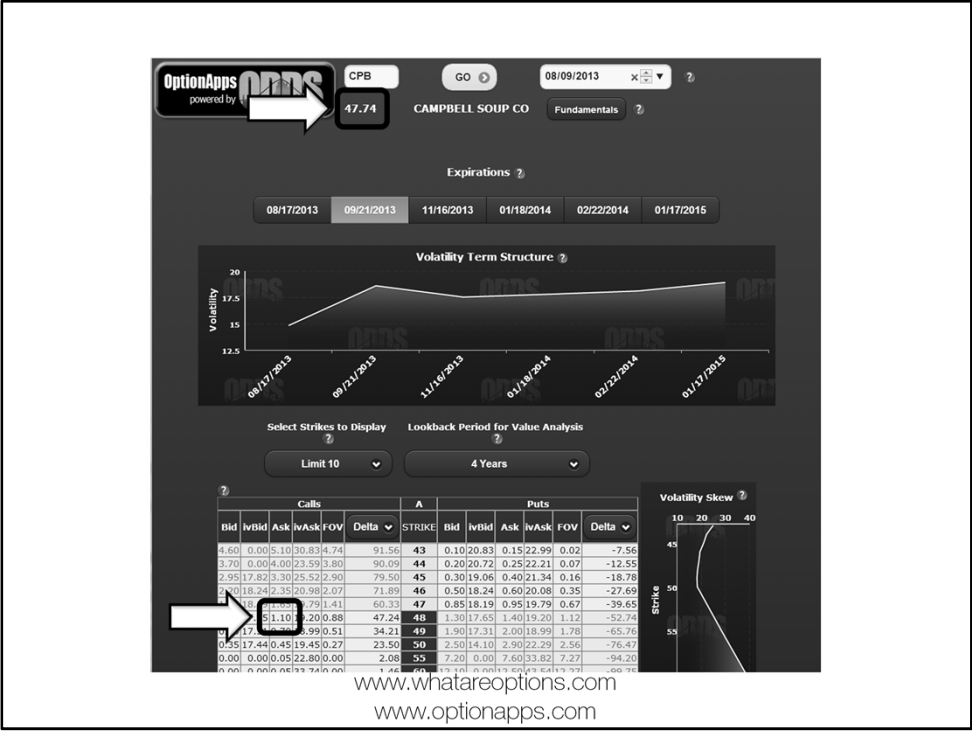 OptionApps
powered by ODDS
CPB
GO
08/09/2013 x ?
47.74
CAMPBELL SOUP CO
Fundamentals ?
Expirations ?
08/17/2013 09/21/2013 11/16/2013 01/18/2014 02/22/2014 01/17/2015
Volatility Term Structure ?
Volatility
20
17.5
15
12.5
08/17/2013 09/21/2013 11/16/2013 01/18/2014 02/22/2014 01/17/2015
Select Strikes to Display ?
Limit 10
Lookback Period for Value Analysis ?
4 Years
?
Calls A Puts
Bid ivBid Ask ivAsk FOV Delta STRIKE Bid ivBid Ask ivAsk FOV Delta
4.60 0.00 5.10 30.83 4.74 91.56 43 0.10 20.83 0.15 22.99 0.02 -7.56
3.70 0.00 4.00 23.59 3.80 90.09 44 0.20 20.72 0.25 22.21 0.07 -12.55
2.95 17.82 3.30 25.52 2.90 79.50 45 0.30 19.06 0.40 21.34 0.16 -18.78
18.24 2.35 20.98 2.07 71.89 46 0.50 18.24 0.60 20.08 0.35 -27.69
1.41 60.33 47 0.85 18.19 0.95 19.79 0.67 -39.65
1.10 0.88 47.24 48 1.30 17.65 1.40 19.20 1.12 -52.74
0.51 34.21 49 1.90 17.31 2.00 18.99 1.78 -65.76
0.35 17.44 0.45 19.45 0.27 23.50 50 2.50 14.10 2.90 22.29 2.56 -76.47
0.00 0.00 0.05 22.80 0.00 2.08 55 7.20 0.00 7.60 33.82 7.27 -94.20
Volatility Skew ?
10 20 30 40
Strike
45
50
55
www.whatareoptions.com
www.optionapps.com